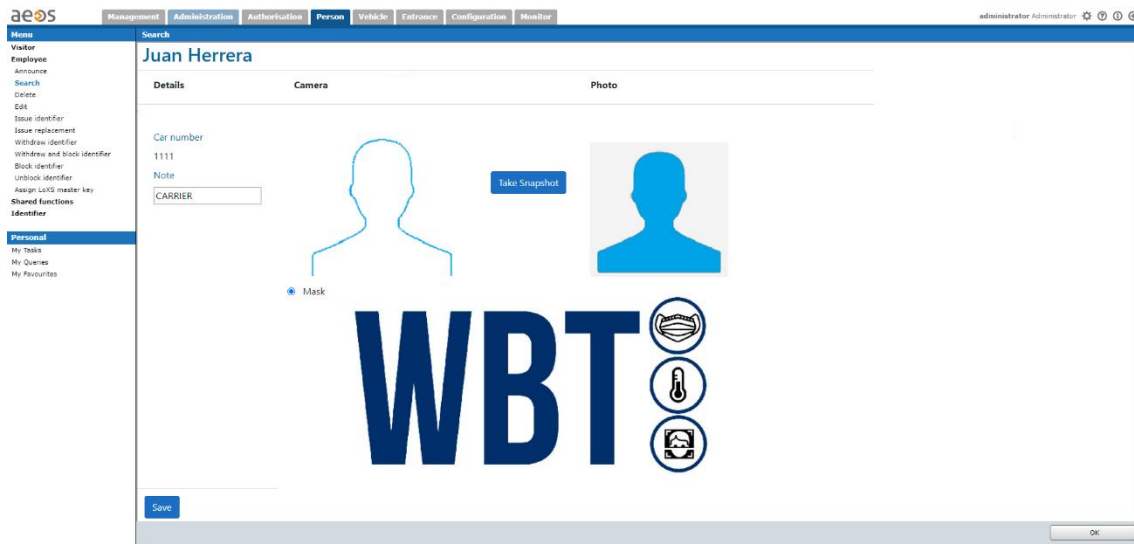 aeos
Management Administration Authorisation Person Vehicle Entrance Configuration Monitor
administrator Administrator
Menu
Visitor
Employee
Announce
Search
Delete
Edit
Issue identifier
Issue replacement
Withdraw identifier
Withdraw and block identifier
Block identifier
Unblock identifier
Assign LoXS master key
Shared functions
Identifier
Personal
My Tasks
My Queries
My Favourites
Search
Juan Herrera
Details Camera Photo
Car number
1111
Note
CARRIER
Take Snapshot
Mask
WBT
Save
OK